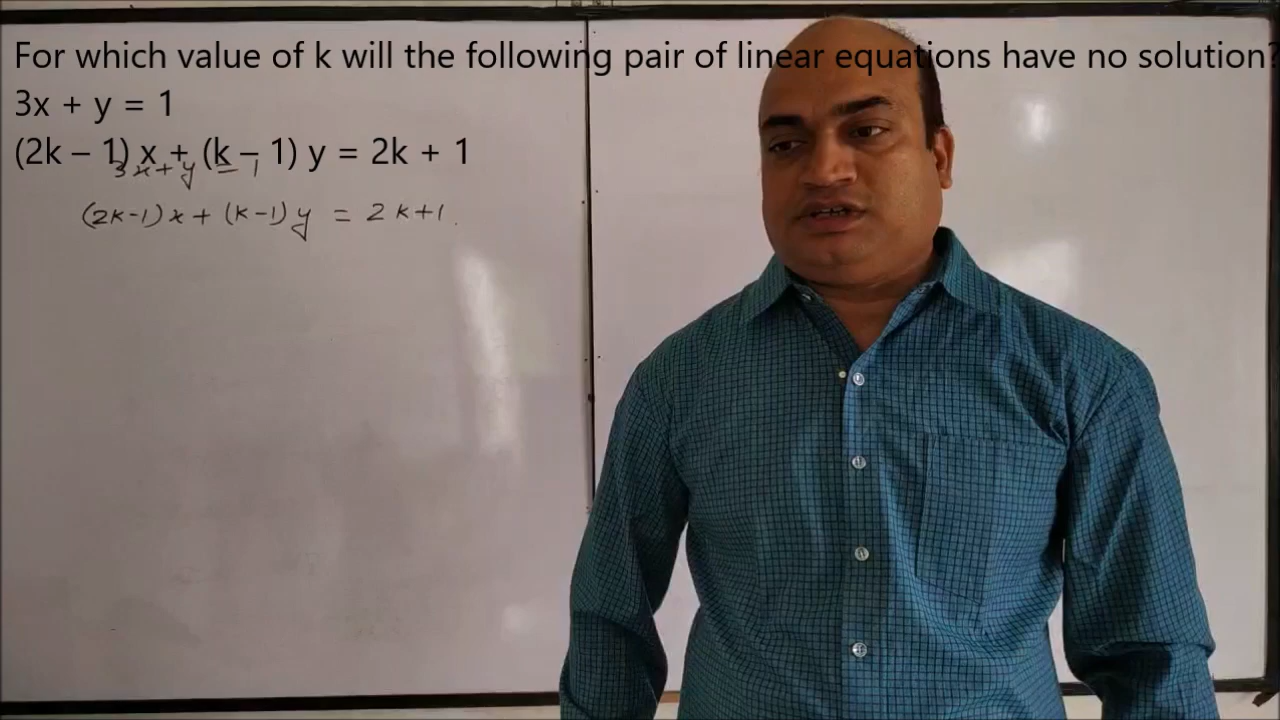 For which value of k will the following pair of linear equations have no solution?
3x + y = 1
(2k – 1) x + (k – 1) y = 2k + 1
3x + y = 1
(2k-1)x + (k-1)y = 2k+1.